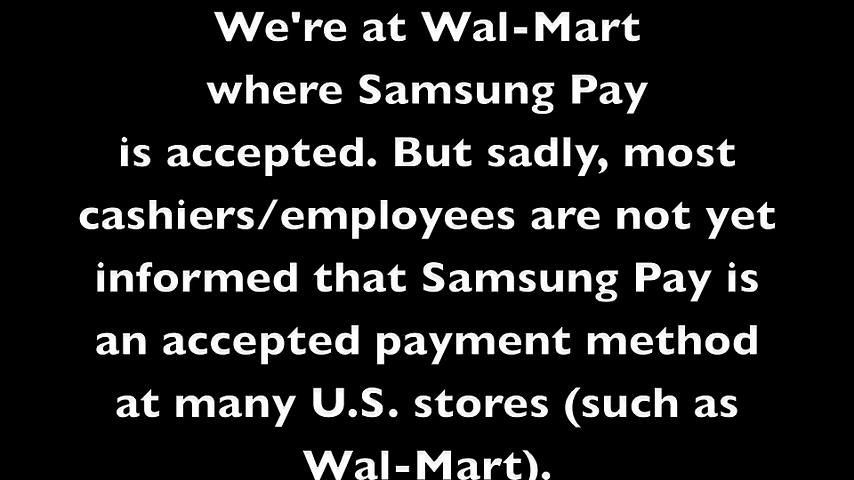 We're at Wal-Mart
where Samsung Pay
is accepted. But sadly, most
cashiers/employees are not yet
informed that Samsung Pay is
an accepted payment method
at many U.S. stores (such as
Wal-Mart).